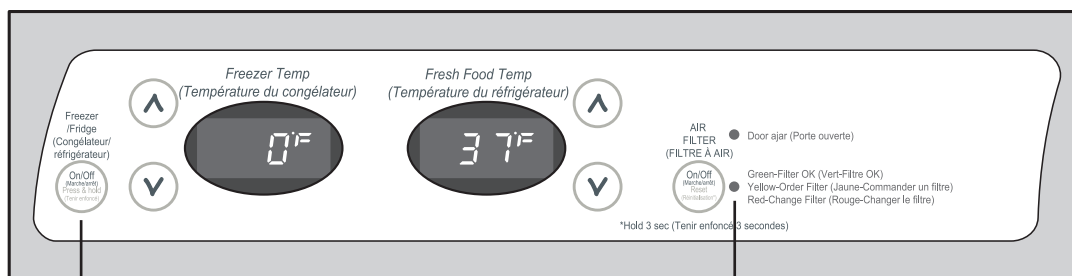 Freezer Temp
(Température du congélateur)
Fresh Food Temp
(Température du réfrigérateur)
Freezer
/Fridge
(Congélateur/
réfrigérateur)
On/Off
(Marche/arrêt)
Press & hold
(Tenir enfoncé)
0°F
37°F
AIR
FILTER
(FILTRE À AIR)
On/Off
(Marche/arrêt)
Reset
(Réinitialisation*)
Door ajar (Porte ouverte)
Green-Filter OK (Vert-Filtre OK)
Yellow-Order Filter (Jaune-Commander un filtre)
Red-Change Filter (Rouge-Changer le filtre)
*Hold 3 sec (Tenir enfoncé 3 secondes)